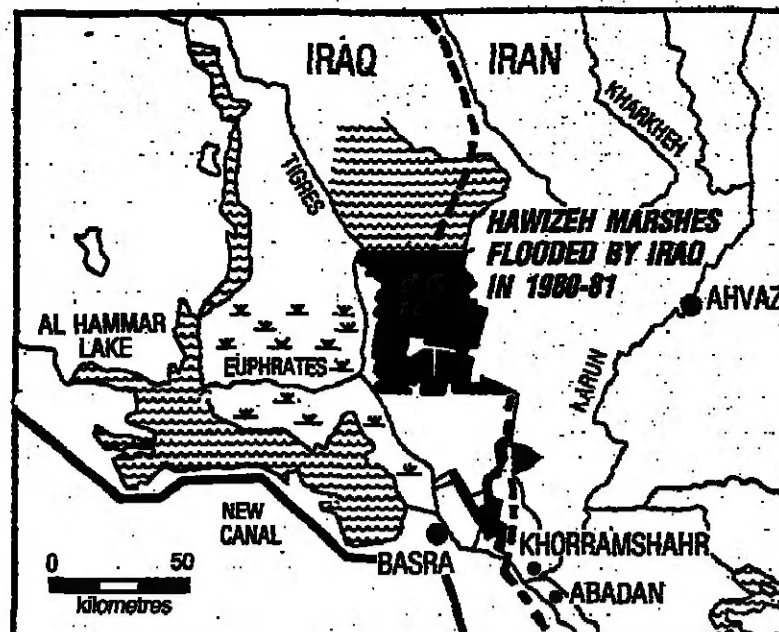 IRAQ
IRAN
KHARKHEH
TIGRES
HAWIZEH MARSHES
FLOODED BY IRAQ
IN 1980-81
AHVAZ
AL HAMMAR
LAKE
EUPHRATES
KARUN
NEW
CANAL
BASRA
KHORRAMSHAHR
ABADAN
0 50
kilometres